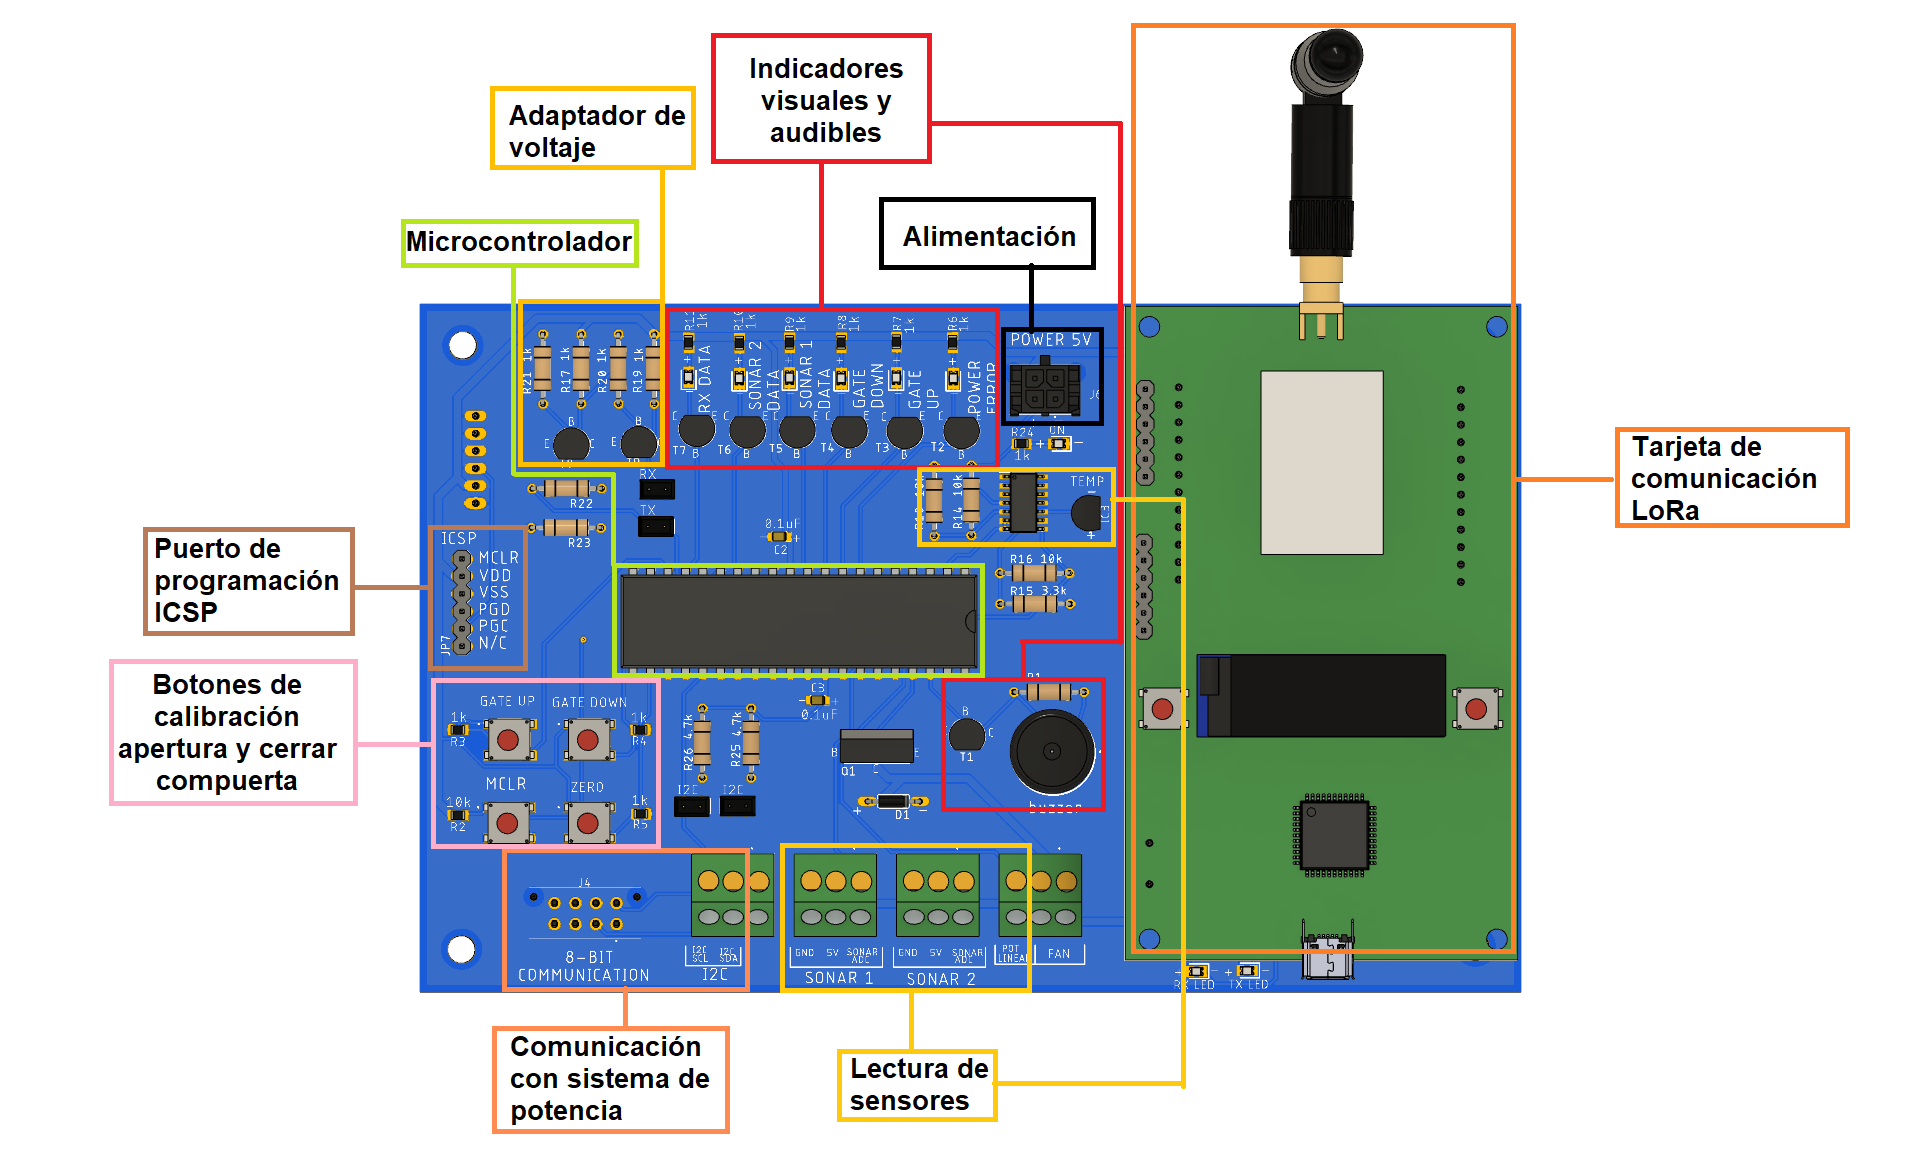 Indicadores
visuales y
audibles
Adaptador de
voltaje
Microcontrolador
Alimentación
Tarjeta de
comunicación
LoRa
Puerto de
programación
ICSP
Botones de
calibración
apertura y cerrar
compuerta
Comunicación
con sistema de
potencia
Lectura de
sensores
R21 1k
R17 1k
R20 1k
R19 1k
1k
R10 1k
R9 1k
R8 1k
R7 1k
R6 1k
RX DATA
SONAR 2
DATA
SONAR 1
DATA
GATE
DOWN
GATE
UP
POWER
ERROR
POWER 5V
E B C
E B
C E
T7 B
T6 B
T5 B
T4 B
T3 B
T2 B
R24
1k
ON
+ -
RX
R22
TX
R23
0.1uF
C2
R14 10k
TEMP
R16 10k
R15 3.3k
ICSP
MCLR
VDD
VSS
PGD
PGC
N/C
JP7
GATE UP
GATE DOWN
1k
R3
1k
R4
MCLR
ZERO
10k
R2
1k
R5
R26 4.7k
R25 4.7k
I2C
I2C
C3
0.1uF
B
C
E
Q1
+ D1 -
B
C
T1
buzzer
J4
8-BIT
COMMUNICATION
I2C
SCL
I2C
SDA
I2C
GND
5V
SONAR
ADC
SONAR 1
GND
5V
SONAR
ADC
SONAR 2
POT
LINEAL
FAN
RX LED
TX LED